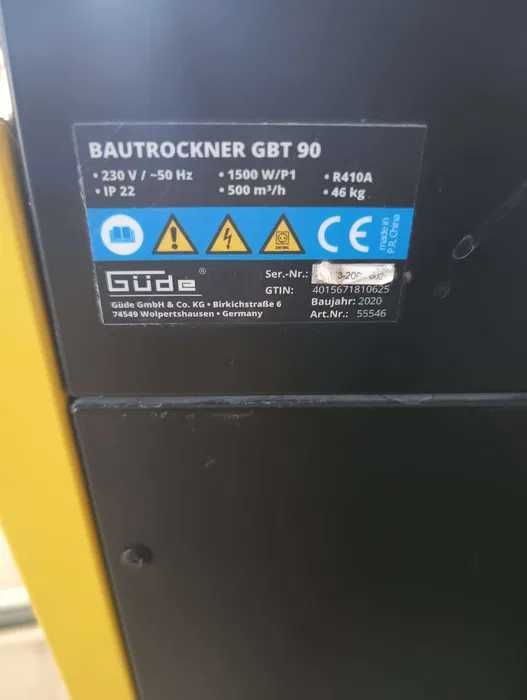 BAUTROCKNER GBT 90
• 230 V / ~50 Hz • 1500 W/P1 • R410A
• IP 22 • 500 m³/h • 46 kg
CE
made in
P.R. China
Güde®
Güde GmbH & Co. KG • Birkichstraße 6
74549 Wolpertshausen • Germany
Ser.-Nr.:
GTIN: 4015671810625
Baujahr: 2020
Art.Nr.: 55546